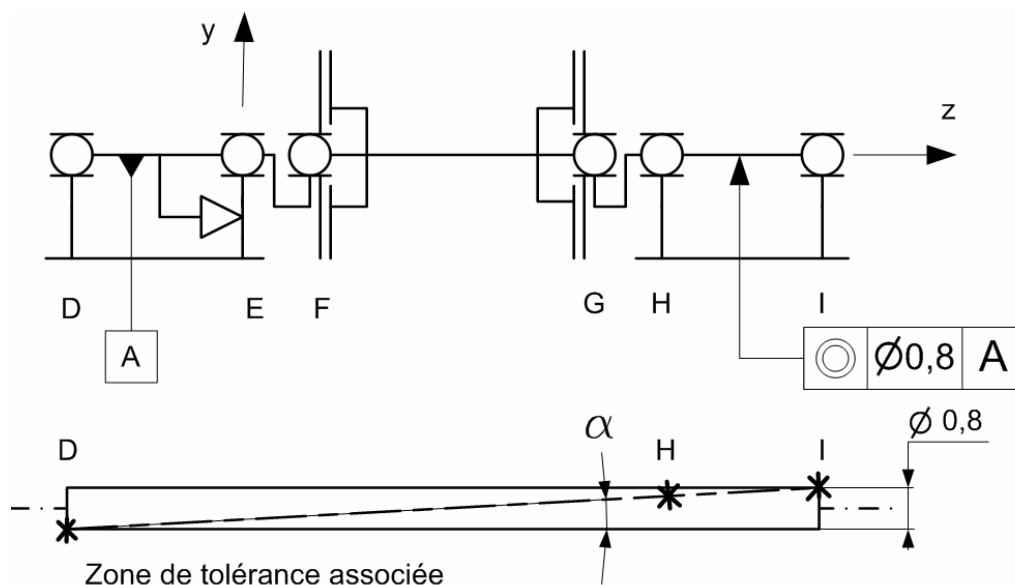 y
z
D E F G H I
A
◎ Ø0,8 A
α Ø 0,8
D H I
Zone de tolérance associée